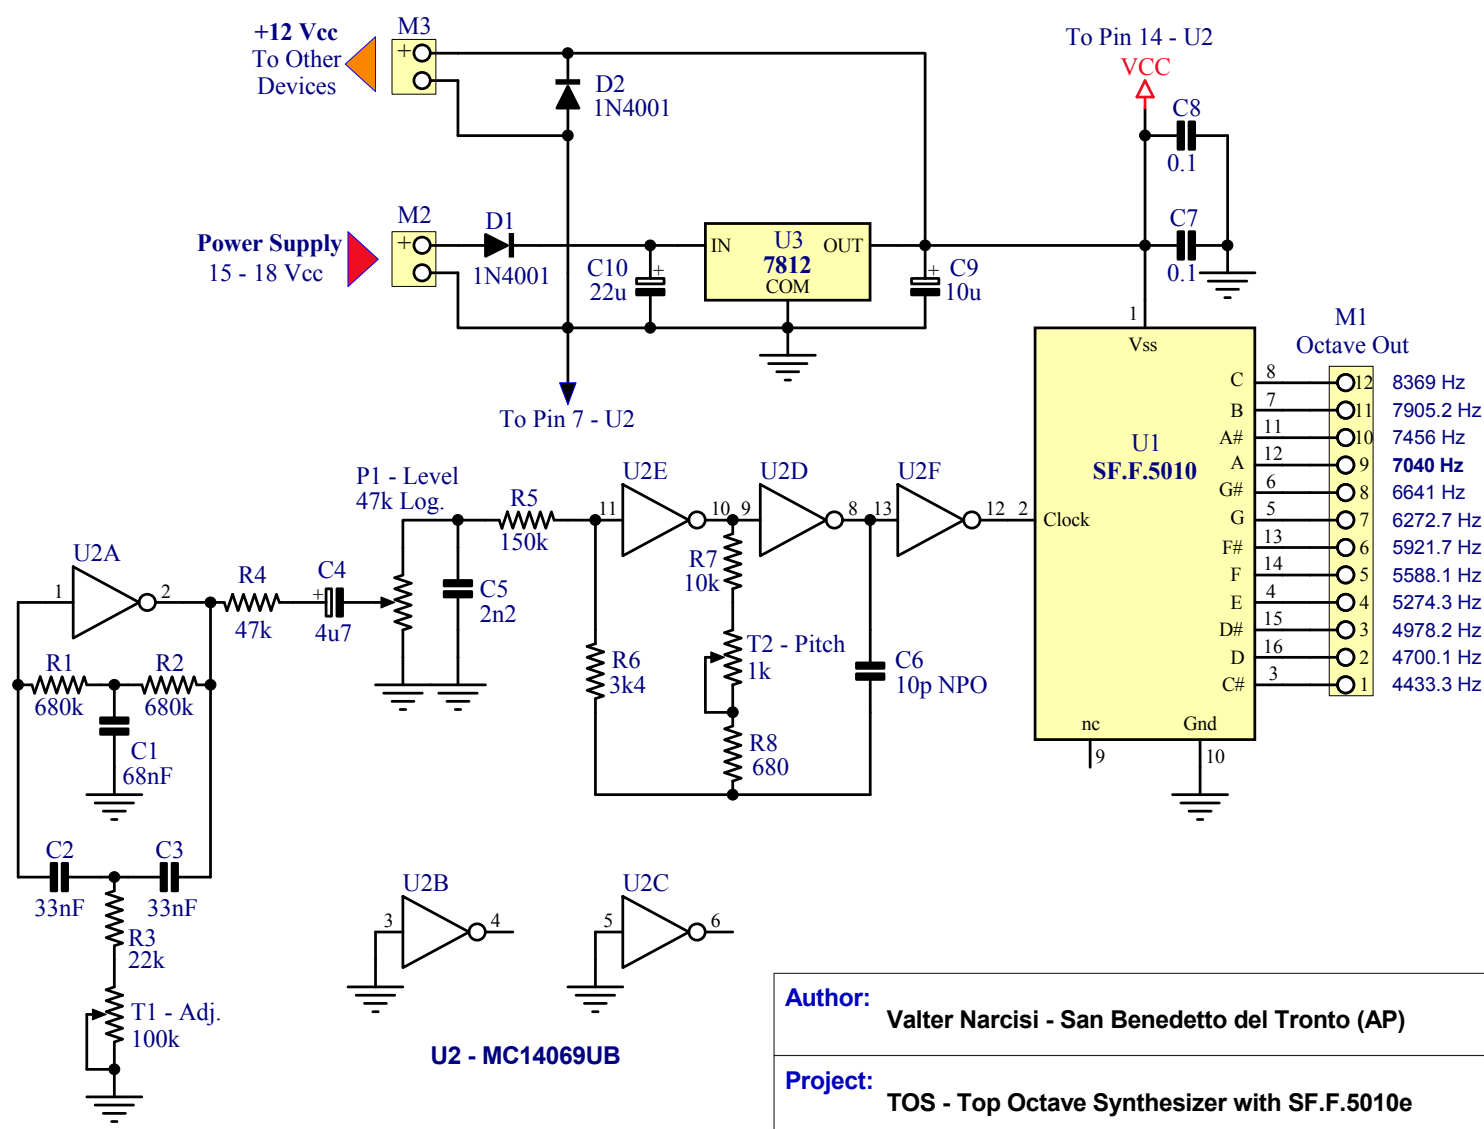 +12 Vcc
To Other
Devices
M3
+
D2
1N4001
To Pin 14 - U2
VCC
C8
0.1
Power Supply
15 - 18 Vcc
M2
+
D1
1N4001
C10
+
22u
IN
U3
OUT
7812
COM
+
C9
10u
C7
0.1
To Pin 7 - U2
1
Vss
M1
Octave Out
C 8 12 8369 Hz
B 7 11 7905.2 Hz
A# 11 10 7456 Hz
A 12 9 7040 Hz
G# 6 8 6641 Hz
G 5 7 6272.7 Hz
F# 13 6 5921.7 Hz
F 14 5 5588.1 Hz
E 4 4 5274.3 Hz
D# 15 3 4978.2 Hz
D 16 2 4700.1 Hz
C# 3 1 4433.3 Hz
U1
SF.F.5010
2 Clock
nc
9
Gnd
10
P1 - Level
47k Log.
R5
150k
U2E
11 10
U2D
9 8
U2F
13 12
U2A
1 2
R4
47k
C4
+
4u7
C5
2n2
R7
10k
R6
3k4
T2 - Pitch
1k
C6
10p NPO
R8
680
R1
680k
R2
680k
C1
68nF
C2
33nF
C3
33nF
R3
22k
T1 - Adj.
100k
U2B
3 4
U2C
5 6
U2 - MC14069UB
Author:
Valter Narcisi - San Benedetto del Tronto (AP)
Project:
TOS - Top Octave Synthesizer with SF.F.5010e